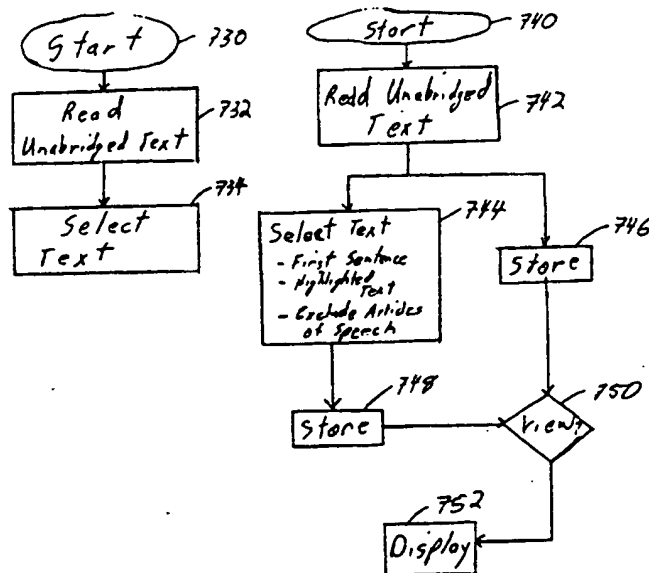 Start
730
Read
Unabridged Text
732
Select
Text
734
Start
740
Read Unabridged
Text
742
Select Text
- First Sentence
- Highlighted
Text
- Exclude Articles
of Speech
744
Store
746
Store
748
View?
750
Display
752